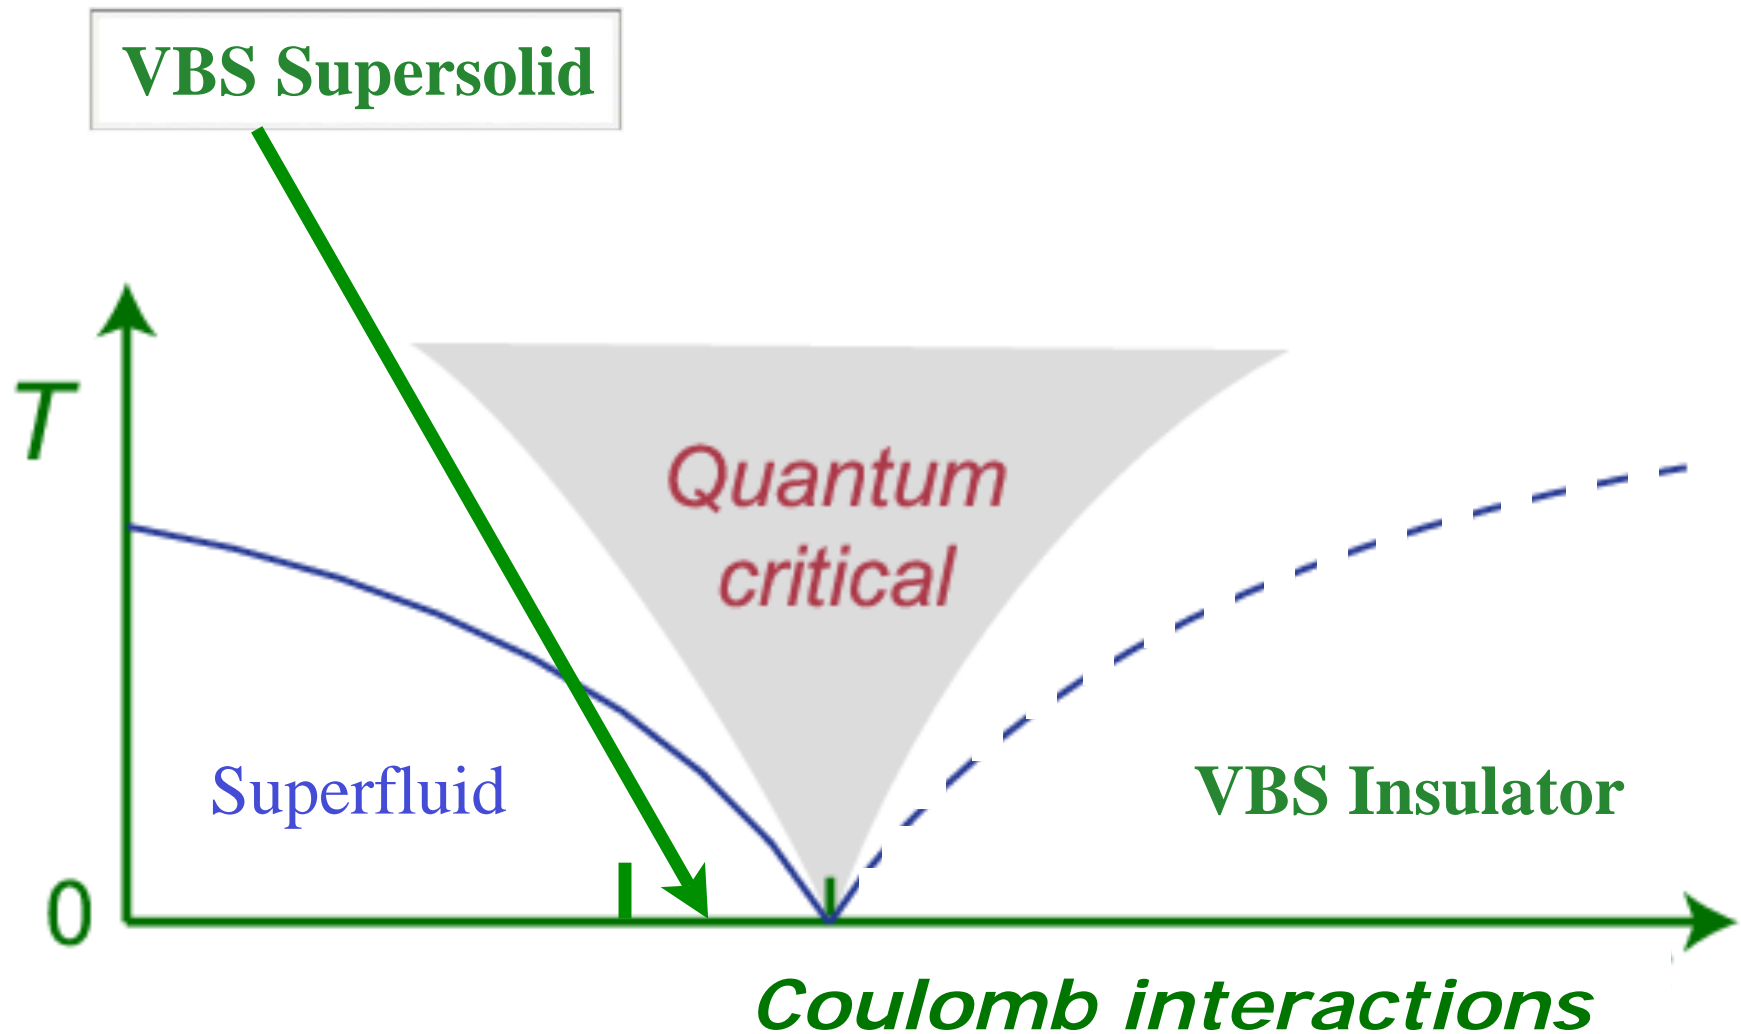 VBS Supersolid
T
Quantum
critical
Superfluid
VBS Insulator
0
Coulomb interactions